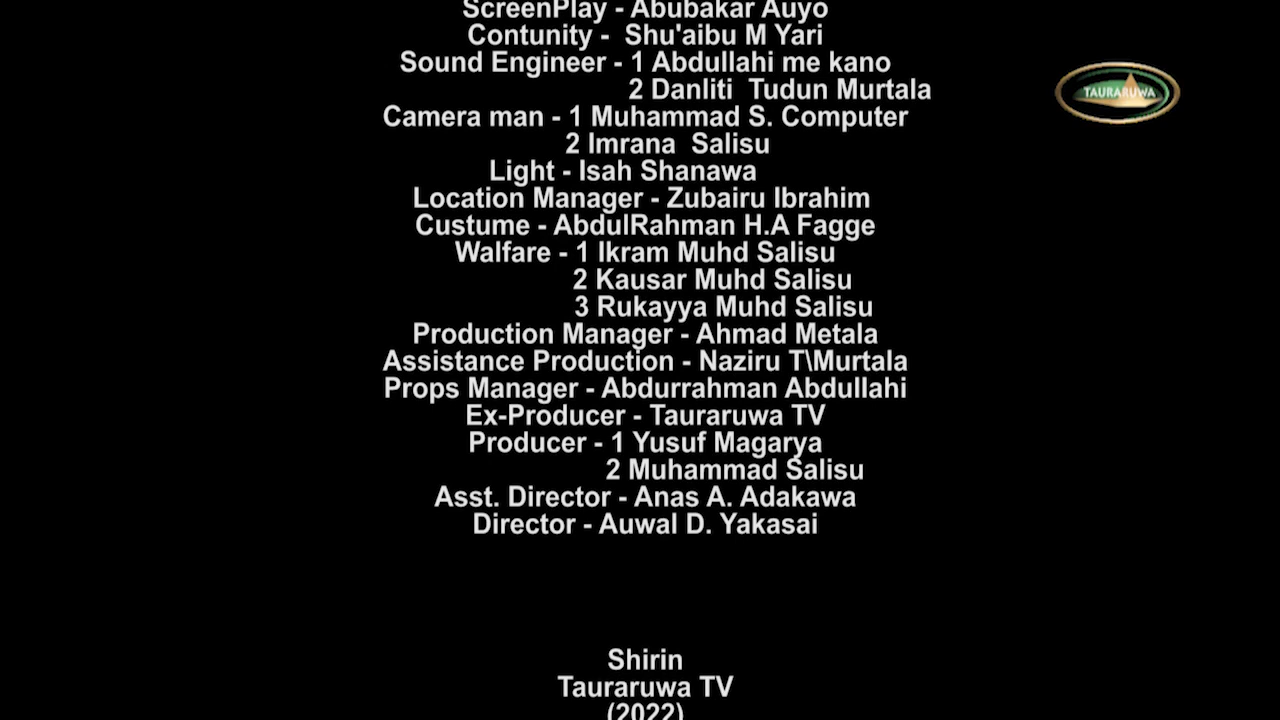 ScreenPlay - Abubakar Auyo
Contunity - Shu'aibu M Yari
Sound Engineer - 1 Abdullahi me kano
2 Danliti Tudun Murtala
Camera man - 1 Muhammad S. Computer
2 Imrana Salisu
Light - Isah Shanawa
Location Manager - Zubairu Ibrahim
Custume - AbdulRahman H.A Fagge
Walfare - 1 Ikram Muhd Salisu
2 Kausar Muhd Salisu
3 Rukayya Muhd Salisu
Production Manager - Ahmad Metala
Assistance Production - Naziru T\Murtala
Props Manager - Abdurrahman Abdullahi
Ex-Producer - Tauraruwa TV
Producer - 1 Yusuf Magarya
2 Muhammad Salisu
Asst. Director - Anas A. Adakawa
Director - Auwal D. Yakasai
Shirin
Tauraruwa TV
(2022)
TAURARUWA